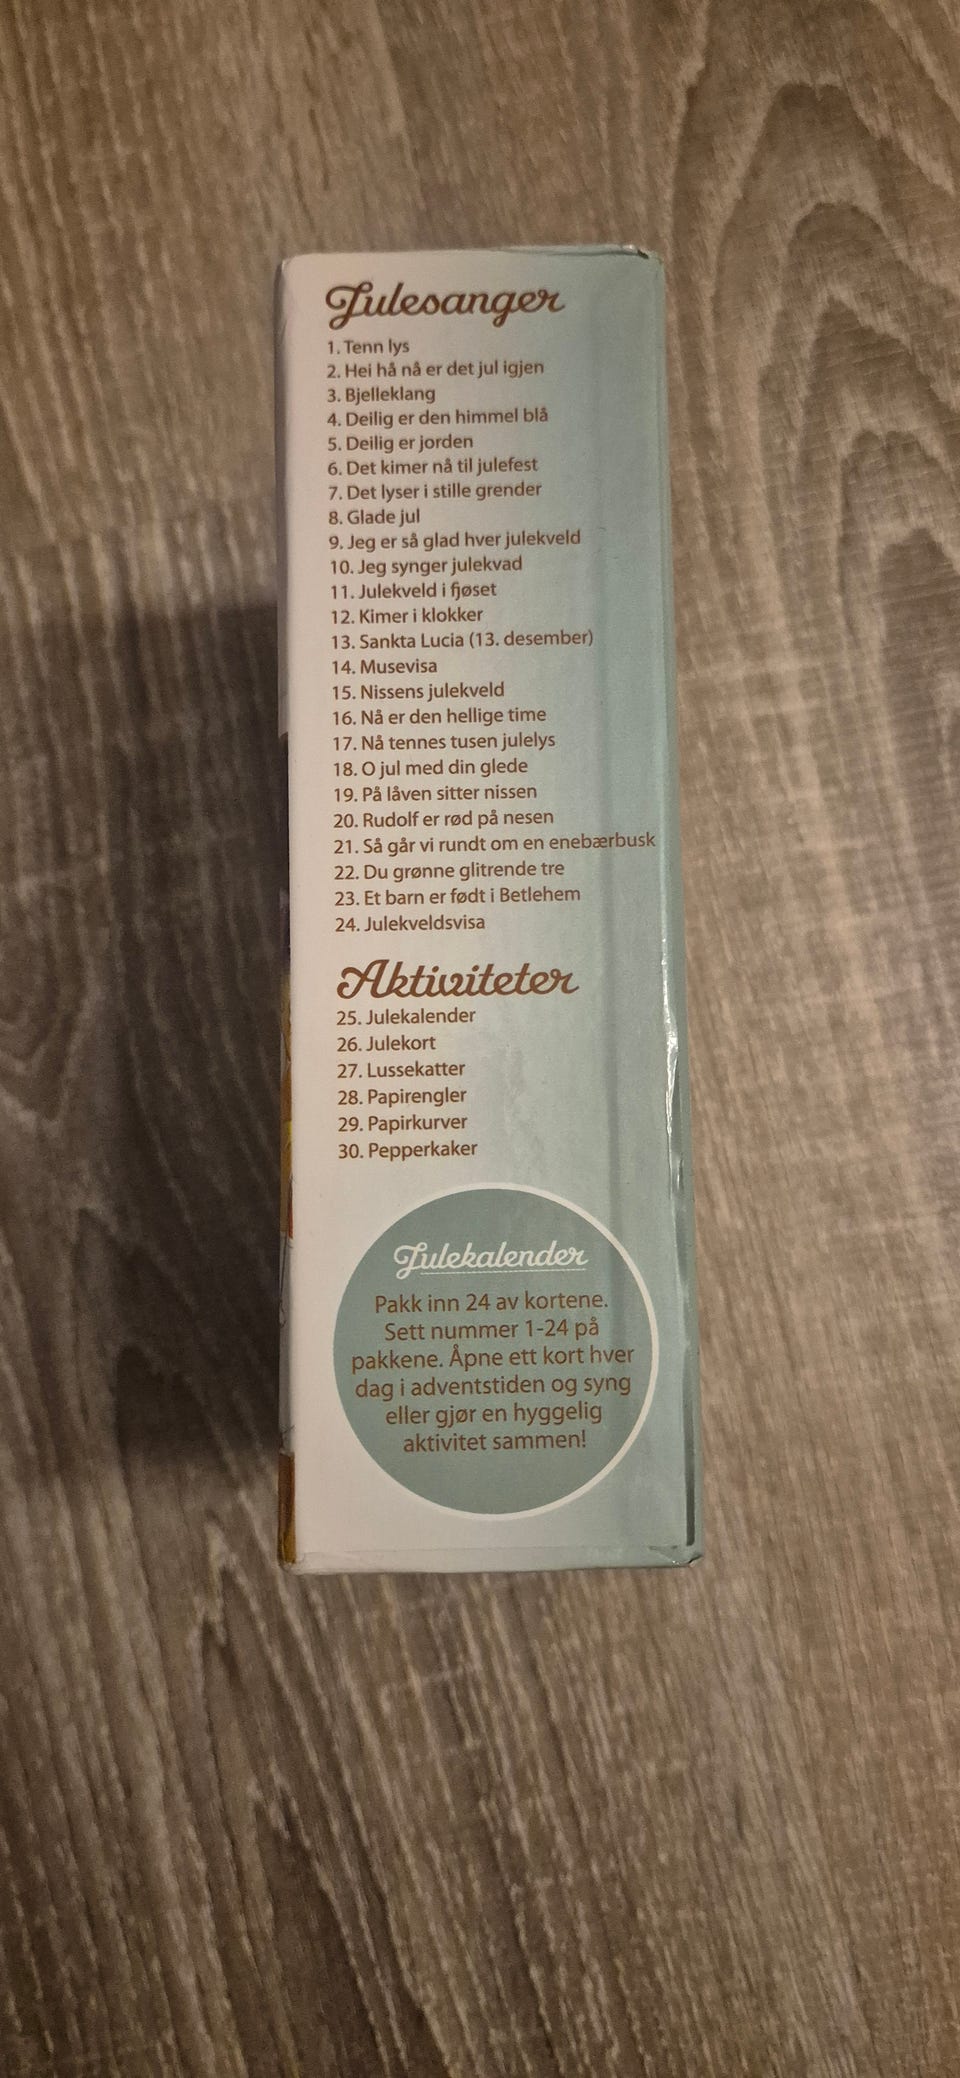 Julesanger
1. Tenn lys
2. Hei hå nå er det jul igjen
3. Bjelleklang
4. Deilig er den himmel blå
5. Deilig er jorden
6. Det kimer nå til julefest
7. Det lyser i stille grender
8. Glade jul
9. Jeg er så glad hver julekveld
10. Jeg synger julekvad
11. Julekveld i fjøset
12. Kimer i klokker
13. Sankta Lucia (13. desember)
14. Musevisa
15. Nissens julekveld
16. Nå er den hellige time
17. Nå tennes tusen julelys
18. O jul med din glede
19. På låven sitter nissen
20. Rudolf er rød på nesen
21. Så går vi rundt om en enebærbusk
22. Du grønne glitrende tre
23. Et barn er født i Betlehem
24. Julekveldsvisa
Aktiviteter
25. Julekalender
26. Julekort
27. Lussekatter
28. Papirengler
29. Papirkurver
30. Pepperkaker
Julekalender
Pakk inn 24 av kortene.
Sett nummer 1-24 på
pakkene. Åpne ett kort hver
dag i adventstiden og syng
eller gjør en hyggelig
aktivitet sammen!